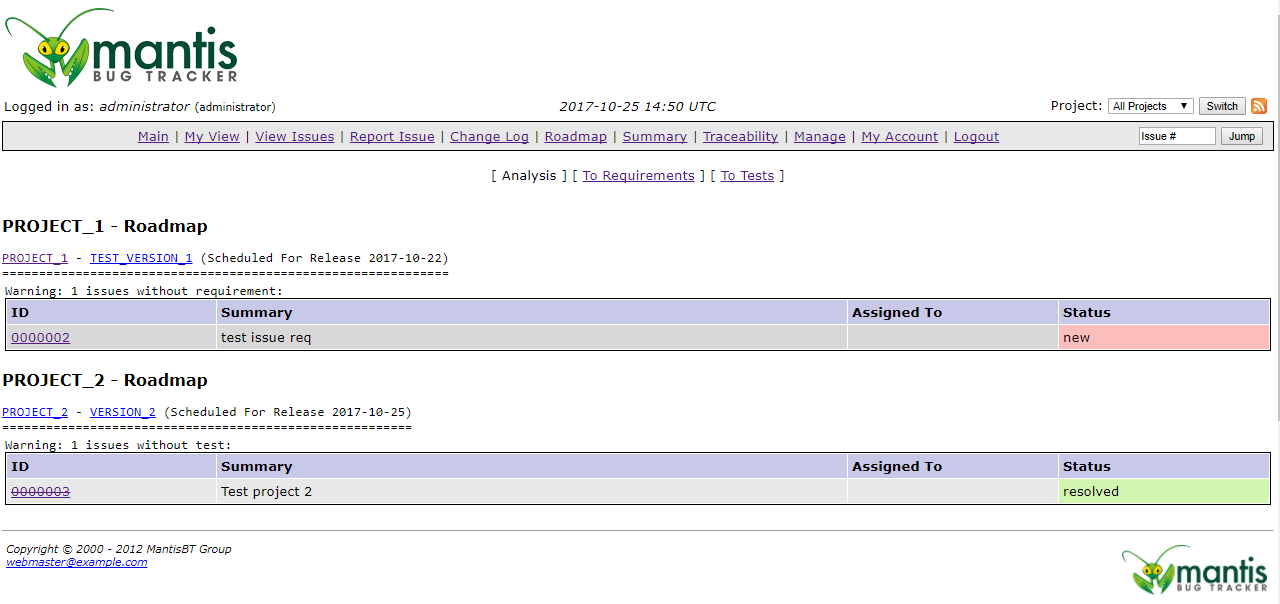 mantis
BUG TRACKER
Logged in as: administrator (administrator) 2017-10-25 14:50 UTC Project: All Projects Switch
Main | My View | View Issues | Report Issue | Change Log | Roadmap | Summary | Traceability | Manage | My Account | Logout Issue # Jump
[ Analysis ] [ To Requirements ] [ To Tests ]
PROJECT_1 - Roadmap
PROJECT_1 - TEST_VERSION_1 (Scheduled For Release 2017-10-22)
=============================================================
Warning: 1 issues without requirement:
ID Summary Assigned To Status
0000002 test issue req new
PROJECT_2 - Roadmap
PROJECT_2 - VERSION_2 (Scheduled For Release 2017-10-25)
========================================================
Warning: 1 issues without test:
ID Summary Assigned To Status
0000003 Test project 2 resolved
Copyright © 2000 - 2012 MantisBT Group
webmaster@example.com
mantis
BUG TRACKER